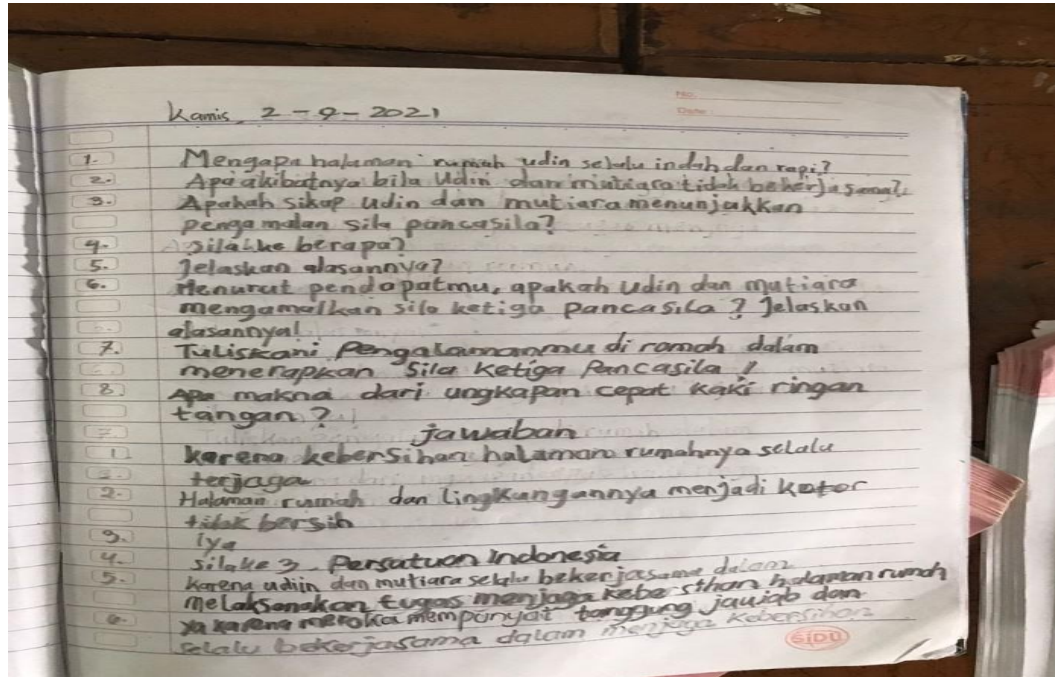 No.
Date
Kamis, 2-9-2021
1. Mengapa halaman rumah udin selalu indah dan rapi?
2. Apa akibatnya bila Udin dan mutiara tidak bekerjasama?
3. Apakah sikap udin dan mutiara menunjukkan
pengamalan sila pancasila?
4. sila ke berapa?
5. Jelaskan alasannya?
6. Menurut pendapatmu, apakah udin dan mutiara
mengamalkan sila ketiga pancasila? Jelaskan
alasannya!
7. Tuliskani Pengalamanmu di romah dalam
menerapkan Sila Ketiga Pancasila!
8) Apa makna dari ungkapan cepat kaki ringan
tangan?
jawaban
1 karena kebersihan halaman rumahnya selalu
terjaga
2. Halaman rumah dan lingkungannya menjadi kotor
tidak bersih
3. iya
4. sila ke 3 Persatuan Indonesia
5. karena udiin dan mutiara selalu bekerjasama dalam
melaksanakan tugas menjaga kebersihan halaman rumah
6. ya karena meroka mempunyai tanggung jawab dan
selalu bekerjasama dalam menjaga kebersihan
SIDU